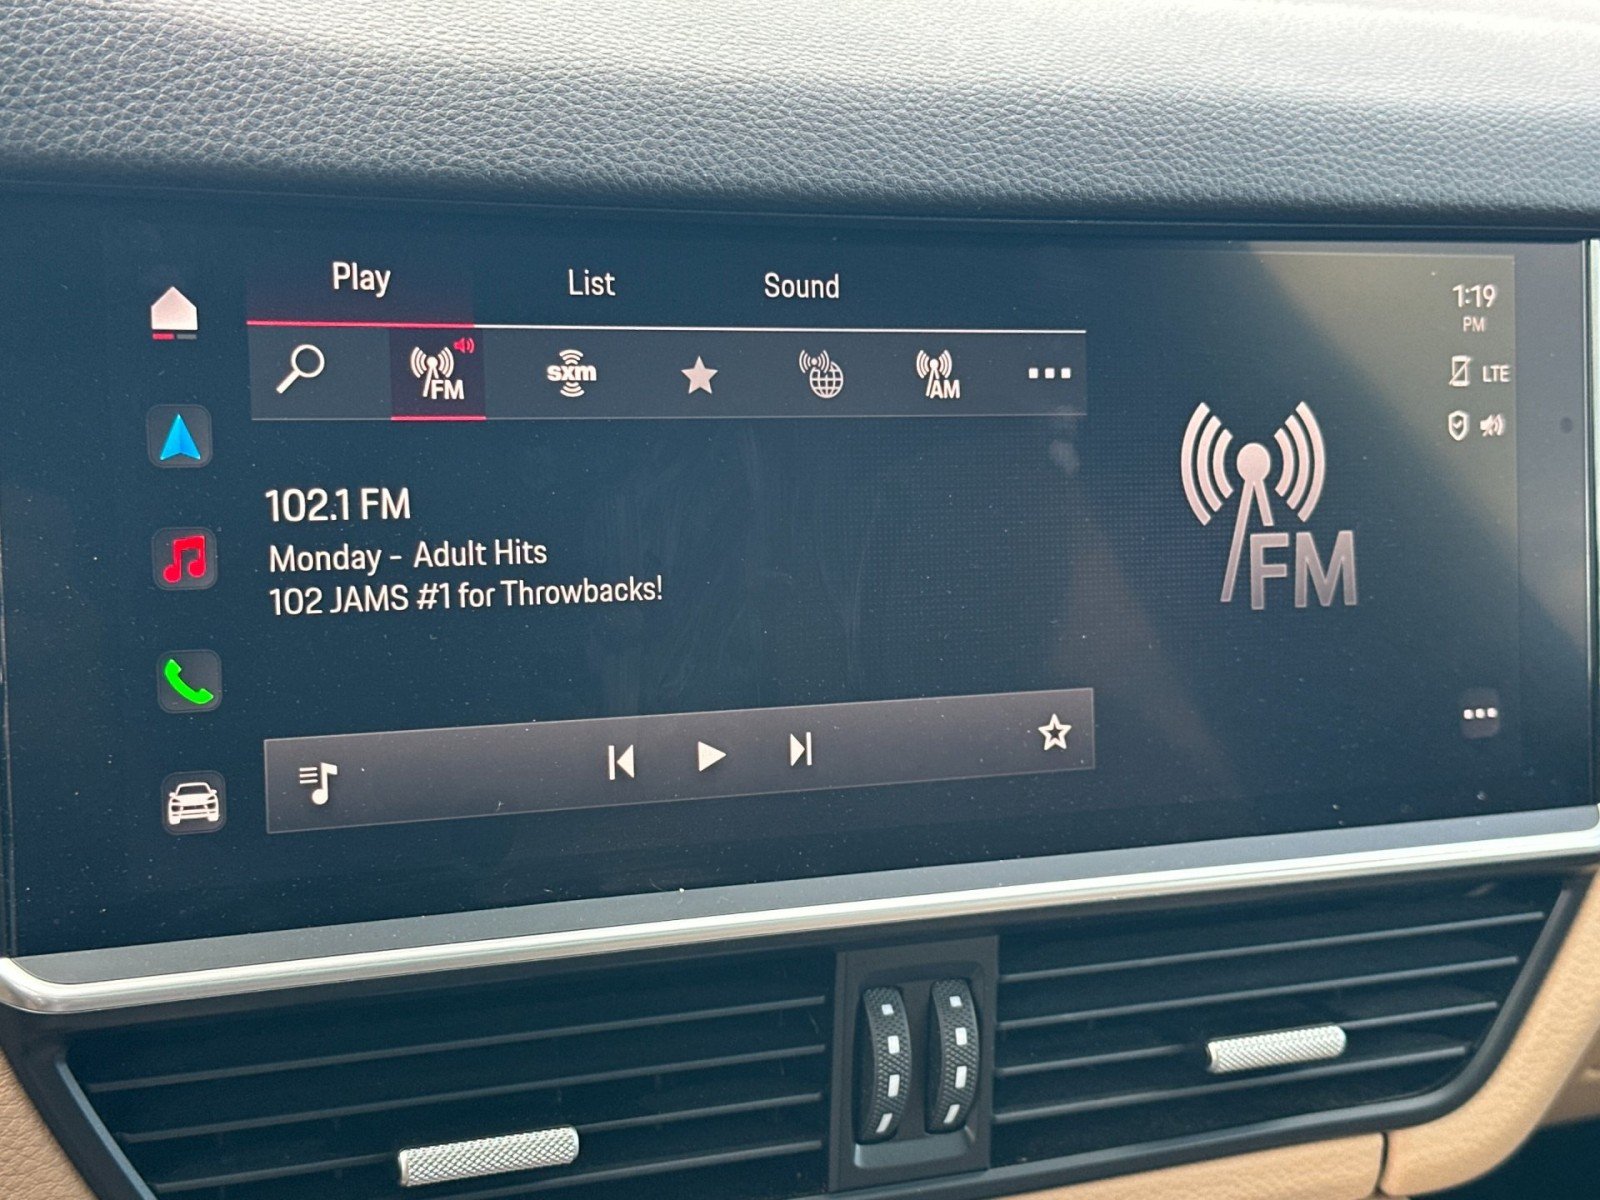 Play List Sound
1:19
PM
FM sxm AM
LTE
102.1 FM
Monday - Adult Hits
102 JAMS #1 for Throwbacks!
FM